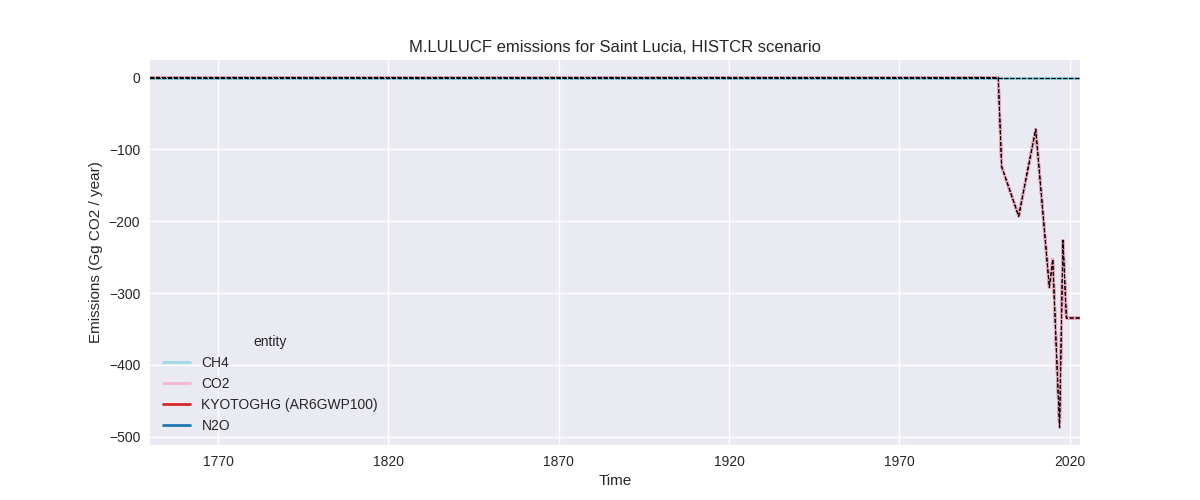 M.LULUCF emissions for Saint Lucia, HISTCR scenario
0
−100
−200
−300
−400
−500
Emissions (Gg CO2 / year)
entity
CH4
CO2
KYOTOGHG (AR6GWP100)
N2O
1770
1820
1870
1920
1970
2020
Time